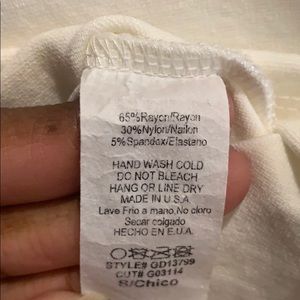 65%Rayon/Rayon
30%Nylon/Nailon
5%Spandex/Elastano
HAND WASH COLD
DO NOT BLEACH
HANG OR LINE DRY
MADE IN U.S.A
Lave Frio a mano.No cloro
Secar colgado
HECHO EN E.U.
STYLE# GD13799
CUT# G03114
S/Chico